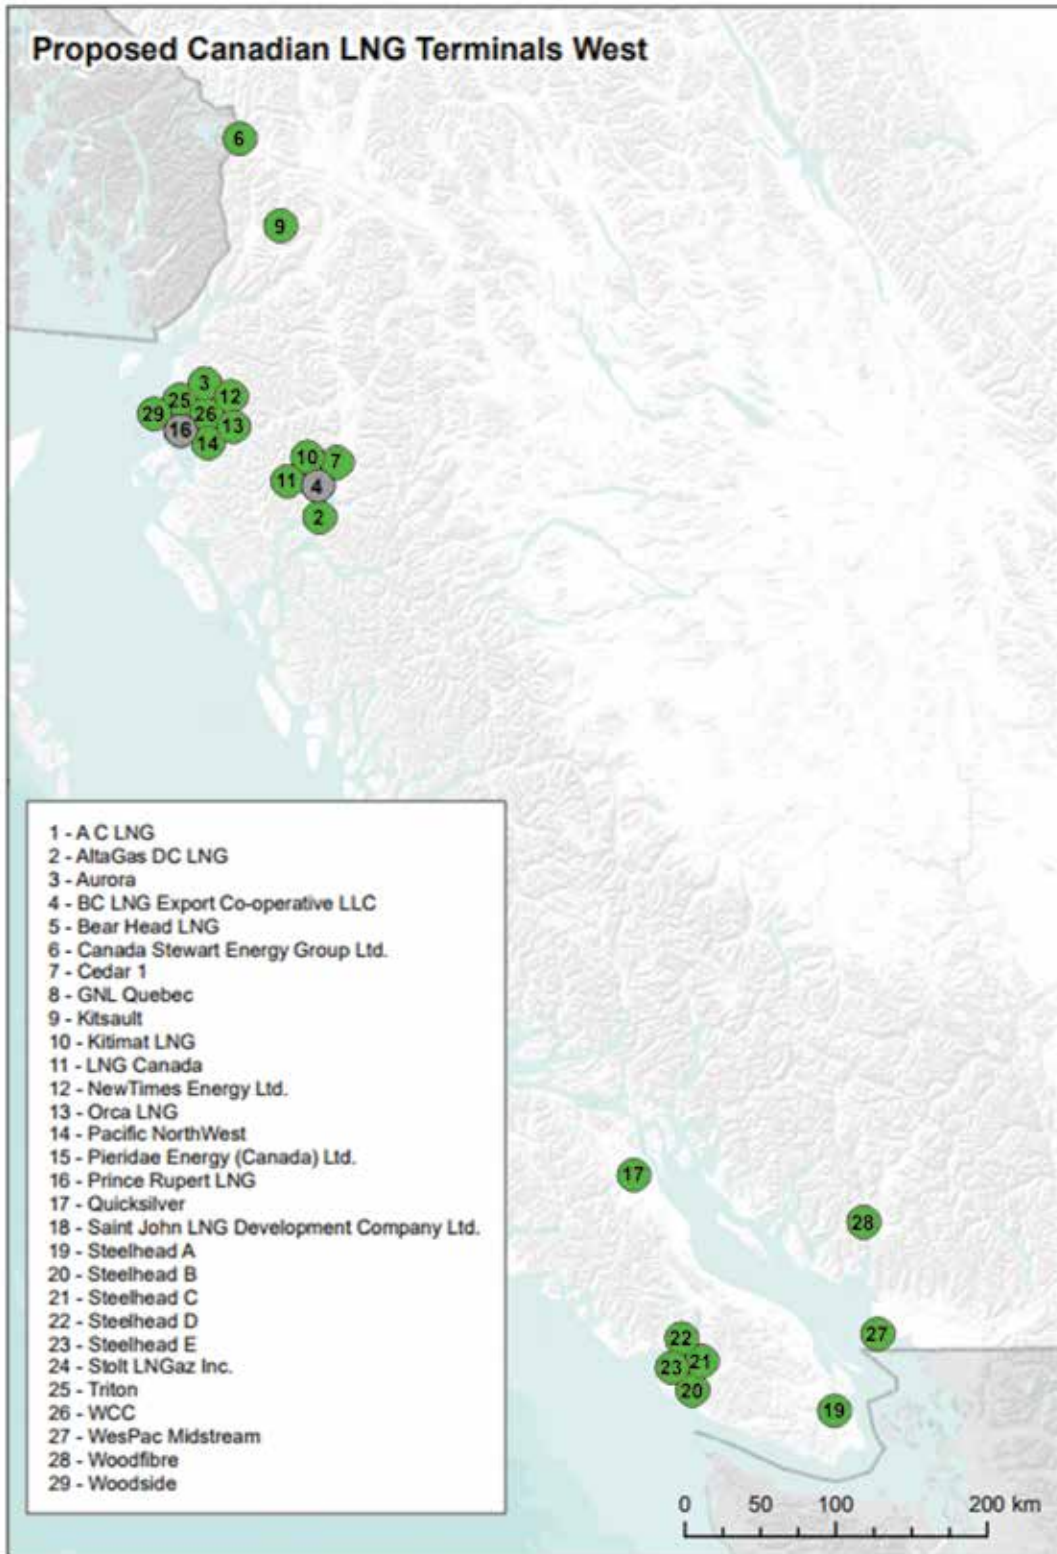 Proposed Canadian LNG Terminals West
6
9
3
25
12
29
26
16
13
14
10
7
11
4
2
1 - A C LNG
2 - AltaGas DC LNG
3 - Aurora
4 - BC LNG Export Co-operative LLC
5 - Bear Head LNG
6 - Canada Stewart Energy Group Ltd.
7 - Cedar 1
8 - GNL Quebec
9 - Kitsault
10 - Kitimat LNG
11 - LNG Canada
12 - NewTimes Energy Ltd.
13 - Orca LNG
14 - Pacific NorthWest
15 - Pieridae Energy (Canada) Ltd.
16 - Prince Rupert LNG
17 - Quicksilver
18 - Saint John LNG Development Company Ltd.
19 - Steelhead A
20 - Steelhead B
21 - Steelhead C
22 - Steelhead D
23 - Steelhead E
24 - Stolt LNGaz Inc.
25 - Triton
26 - WCC
27 - WesPac Midstream
28 - Woodfibre
29 - Woodside
17
28
27
22
21
23
20
19
0 50 100 200 km